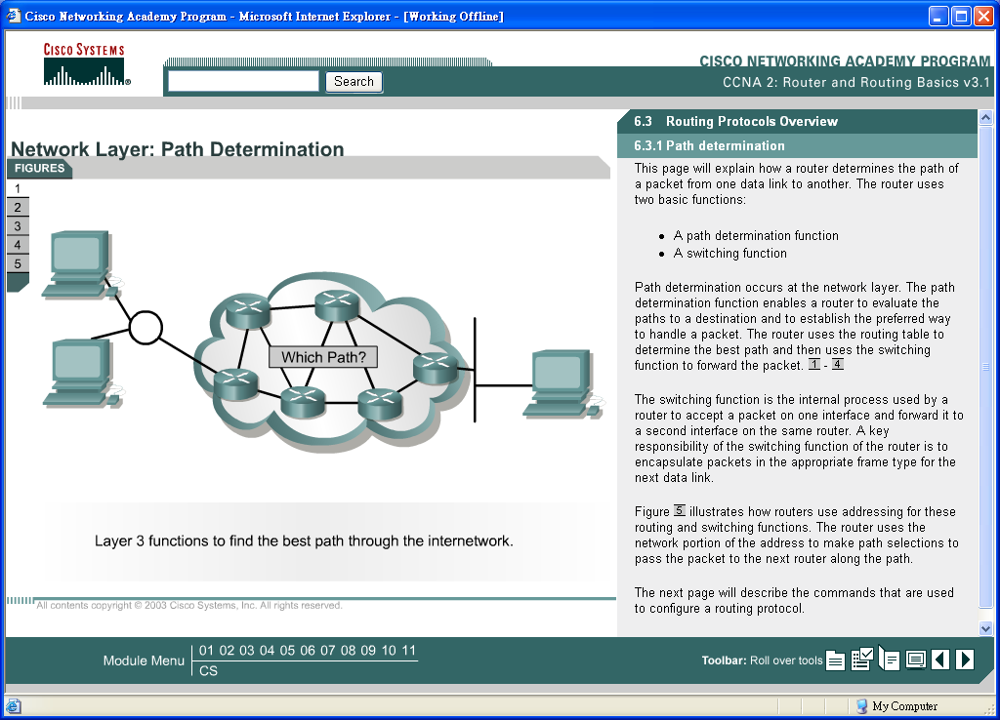 Cisco Networking Academy Program - Microsoft Internet Explorer - [Working Offline]
CISCO SYSTEMS
®
Search
CISCO NETWORKING ACADEMY PROGRAM
CCNA 2: Router and Routing Basics v3.1
Network Layer: Path Determination
FIGURES
1
2
3
4
5
Which Path?
Layer 3 functions to find the best path through the internetwork.
All contents copyright © 2003 Cisco Systems, Inc. All rights reserved.
6.3 Routing Protocols Overview
6.3.1 Path determination
This page will explain how a router determines the path of
a packet from one data link to another. The router uses
two basic functions:
• A path determination function
• A switching function
Path determination occurs at the network layer. The path
determination function enables a router to evaluate the
paths to a destination and to establish the preferred way
to handle a packet. The router uses the routing table to
determine the best path and then uses the switching
function to forward the packet. 1 - 4
The switching function is the internal process used by a
router to accept a packet on one interface and forward it to
a second interface on the same router. A key
responsibility of the switching function of the router is to
encapsulate packets in the appropriate frame type for the
next data link.
Figure 5 illustrates how routers use addressing for these
routing and switching functions. The router uses the
network portion of the address to make path selections to
pass the packet to the next router along the path.
The next page will describe the commands that are used
to configure a routing protocol.
Module Menu
01 02 03 04 05 06 07 08 09 10 11
CS
Toolbar: Roll over tools
My Computer